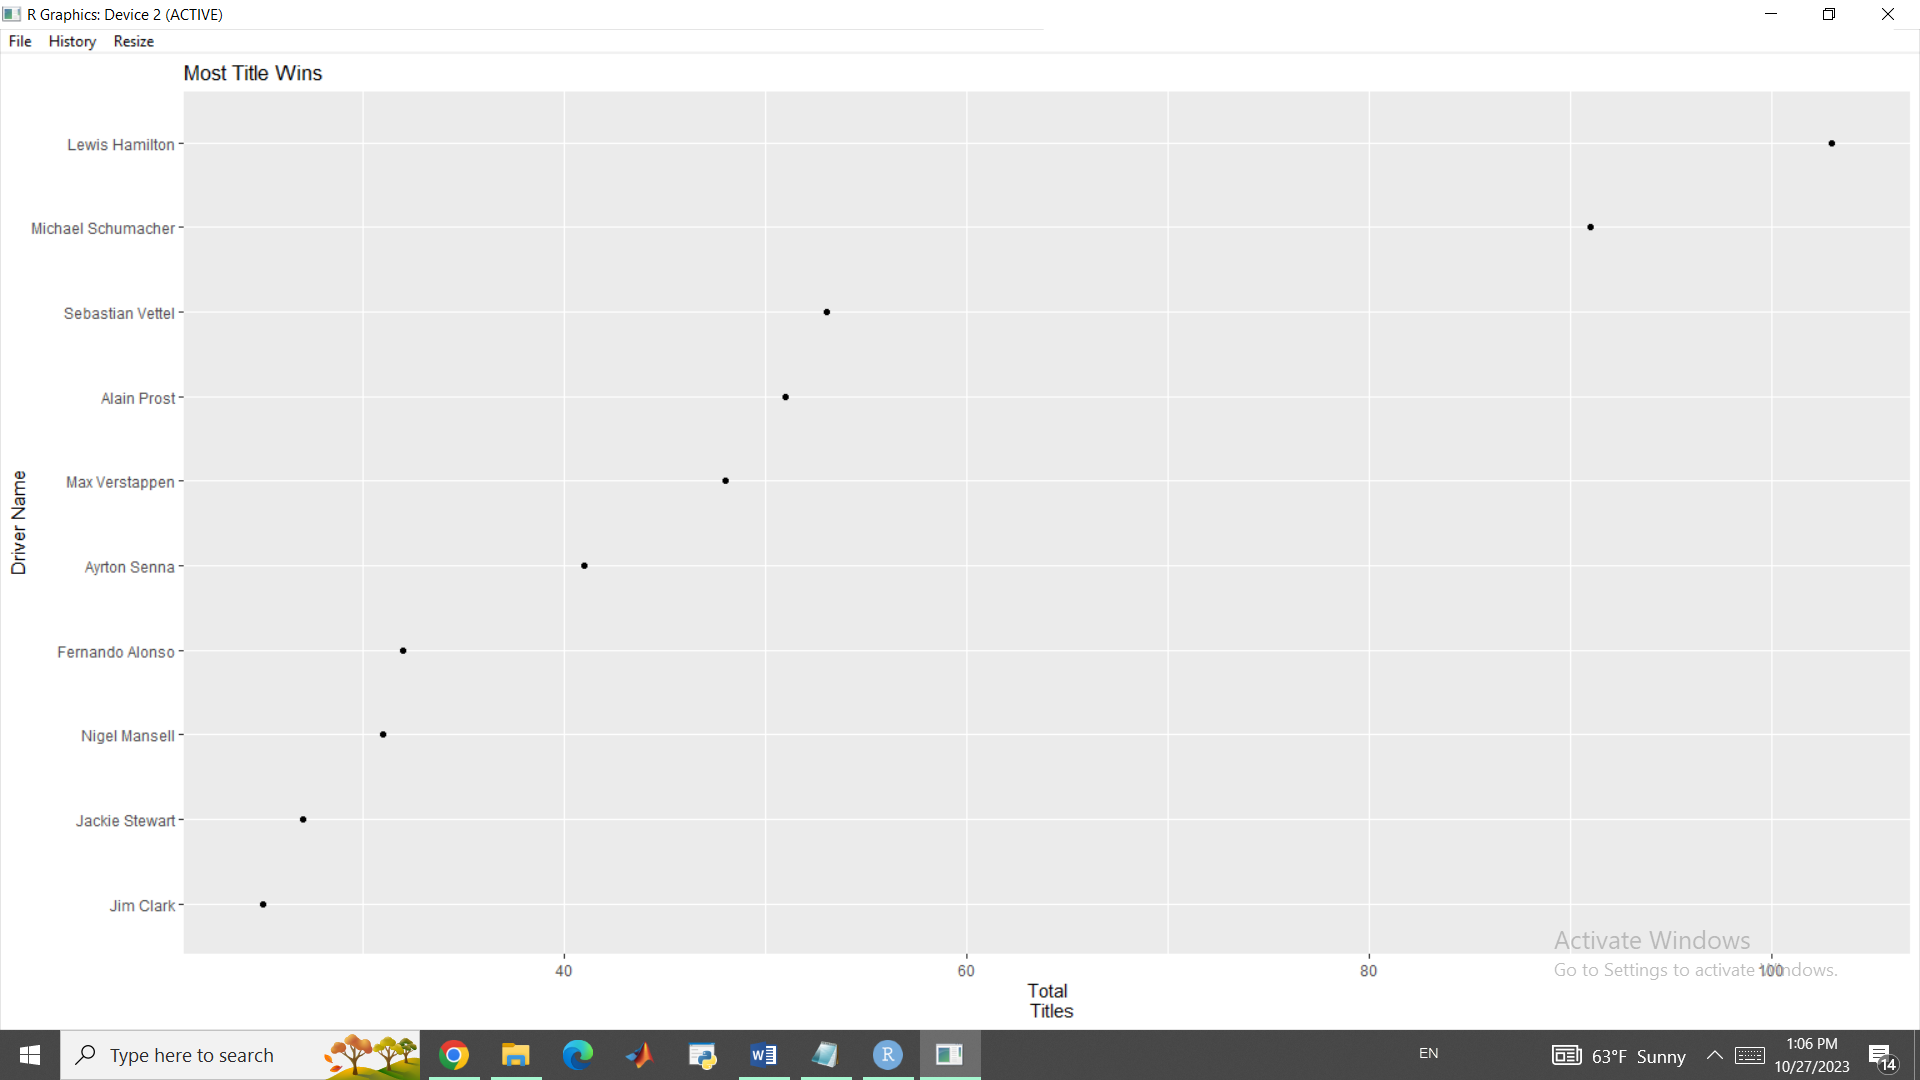 R Graphics: Device 2 (ACTIVE)
File History Resize
Most Title Wins
Lewis Hamilton
Michael Schumacher
Sebastian Vettel
Alain Prost
Max Verstappen
Driver Name
Ayrton Senna
Fernando Alonso
Nigel Mansell
Jackie Stewart
Jim Clark
40 60 80 100
Total
Titles
Activate Windows
Go to Settings to activate Windows.
Type here to search
EN
63°F Sunny
1:06 PM
10/27/2023
14